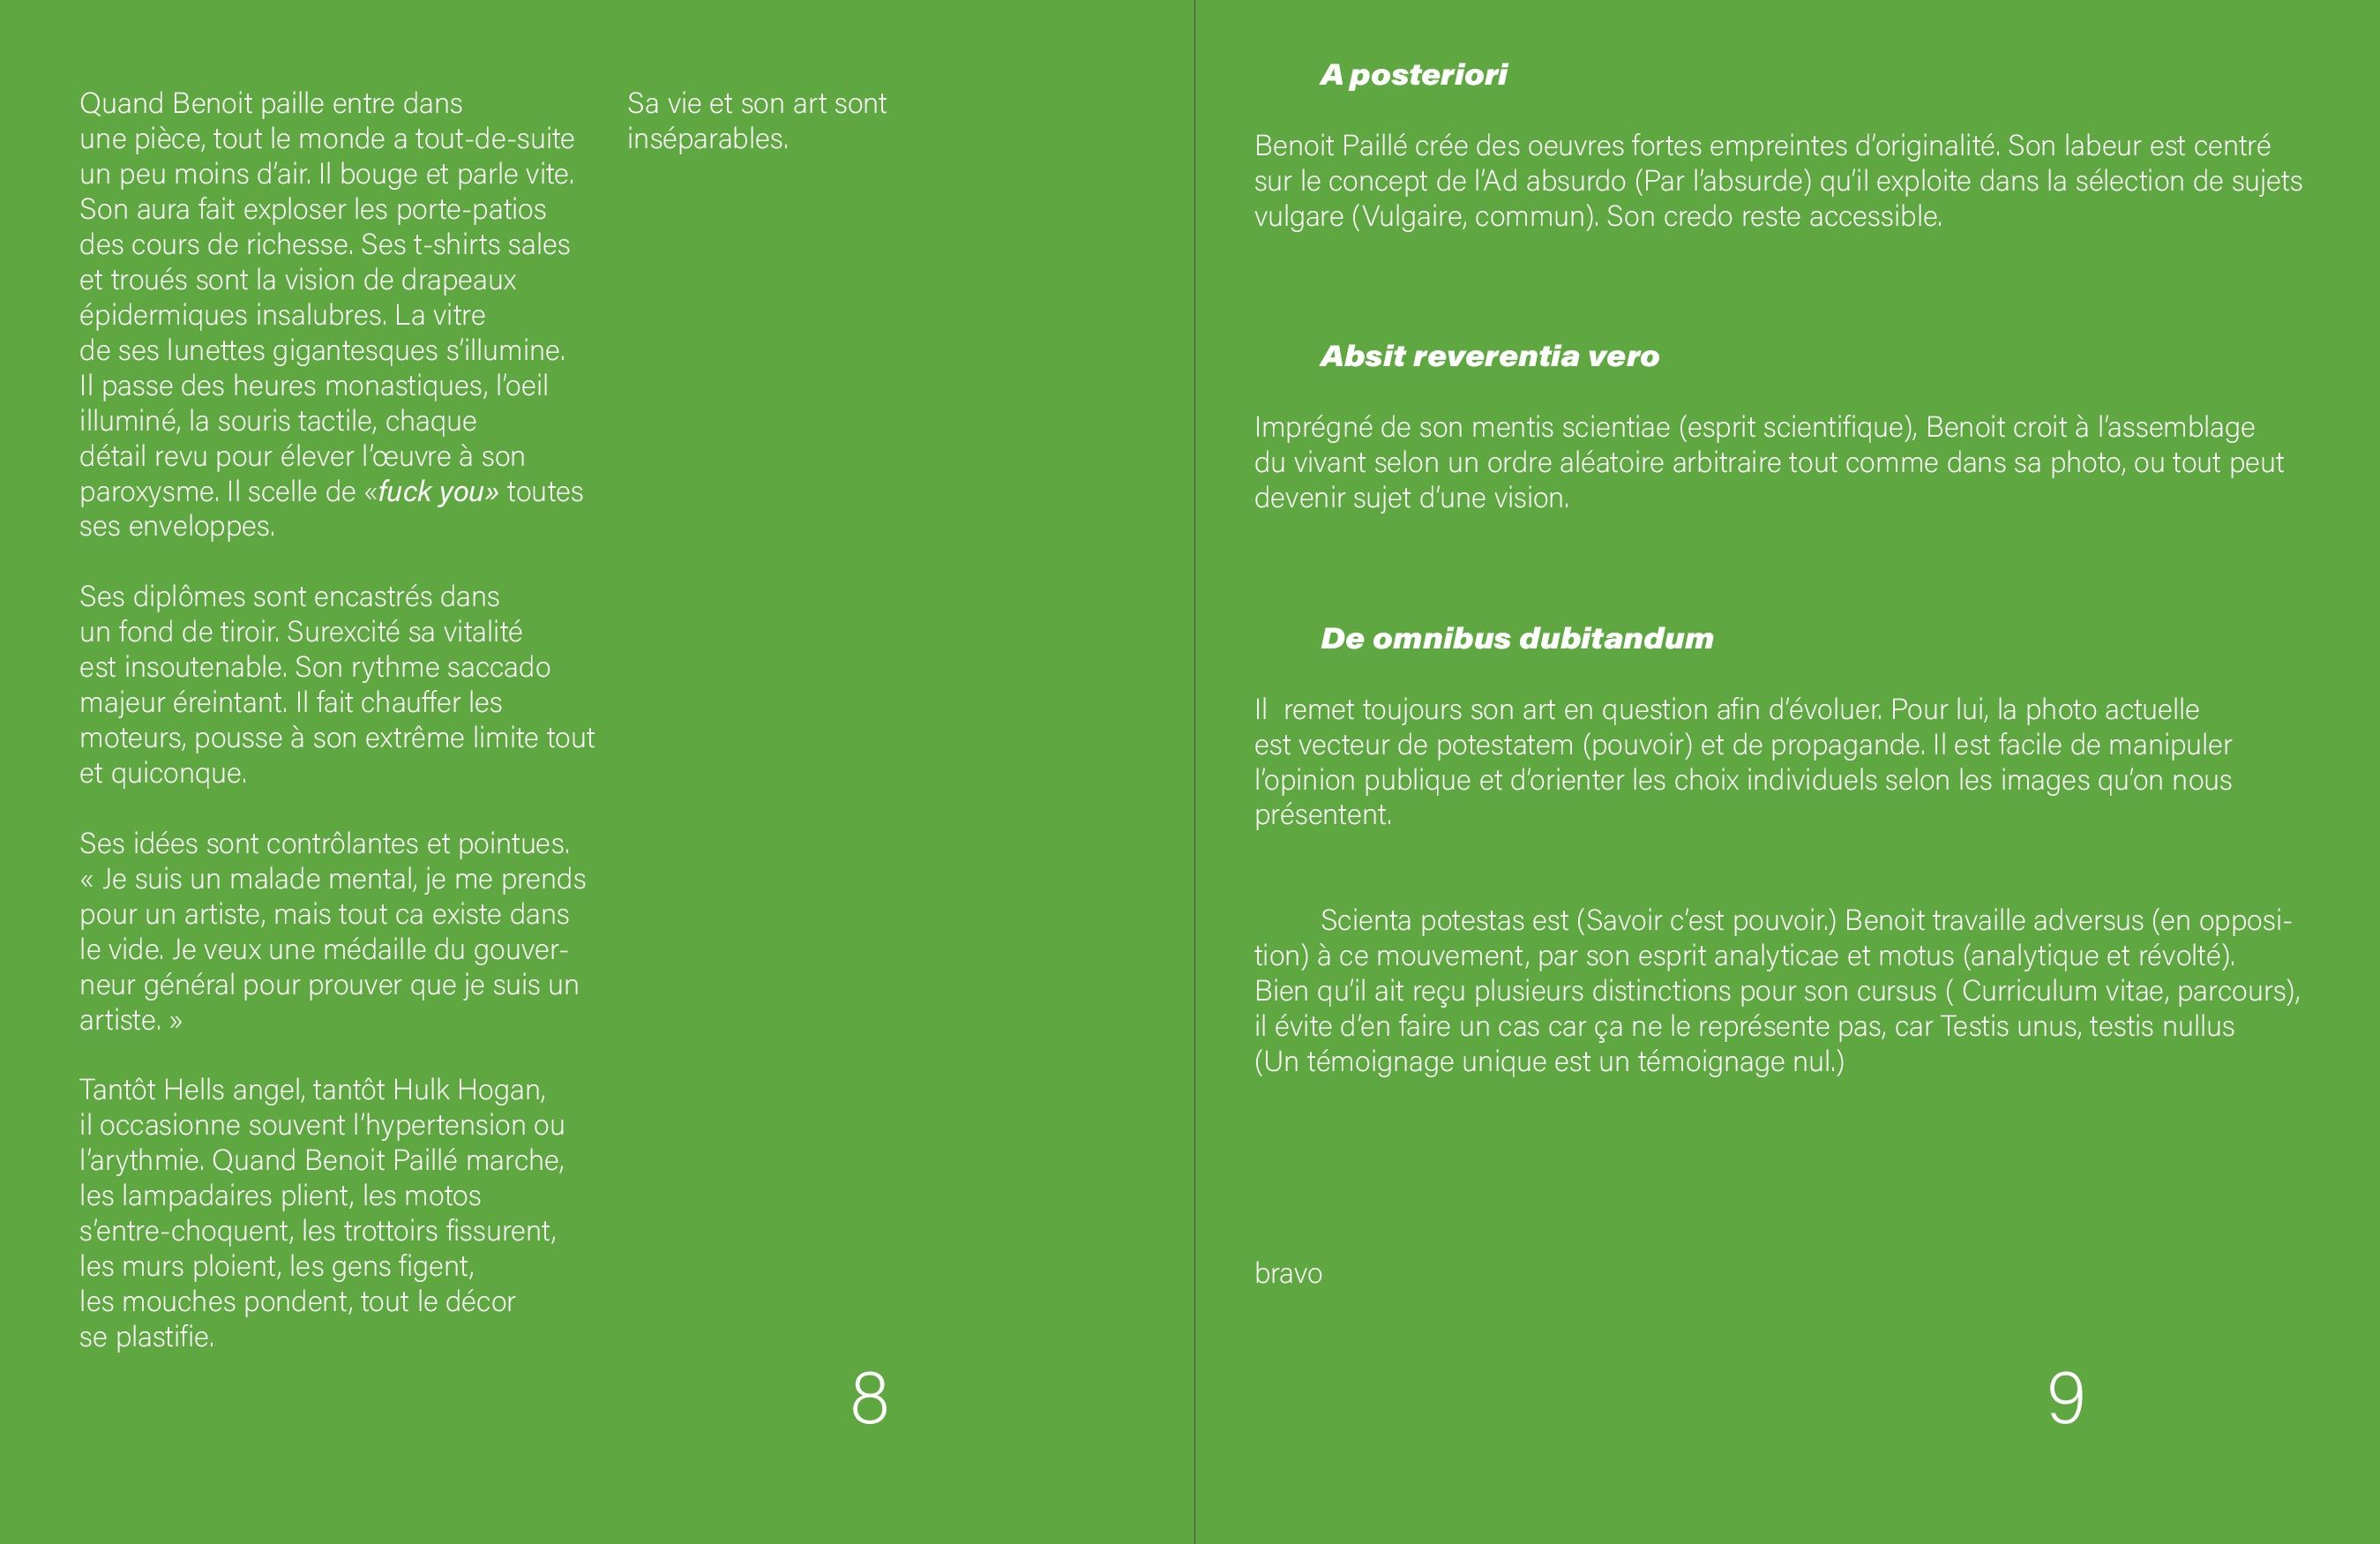 Quand Benoit paille entre dans
une pièce, tout le monde a tout-de-suite
un peu moins d’air. Il bouge et parle vite.
Son aura fait exploser les porte-patios
des cours de richesse. Ses t-shirts sales
et troués sont la vision de drapeaux
épidermiques insalubres. La vitre
de ses lunettes gigantesques s’illumine.
Il passe des heures monastiques, l’oeil
illuminé, la souris tactile, chaque
détail revu pour élever l’œuvre à son
paroxysme. Il scelle de «fuck you» toutes
ses enveloppes.
Ses diplômes sont encastrés dans
un fond de tiroir. Surexcité sa vitalité
est insoutenable. Son rythme saccado
majeur éreintant. Il fait chauffer les
moteurs, pousse à son extrême limite tout
et quiconque.
Ses idées sont contrôlantes et pointues.
« Je suis un malade mental, je me prends
pour un artiste, mais tout ca existe dans
le vide. Je veux une médaille du gouver-
neur général pour prouver que je suis un
artiste. »
Tantôt Hells angel, tantôt Hulk Hogan,
il occasionne souvent l’hypertension ou
l’arythmie. Quand Benoit Paillé marche,
les lampadaires plient, les motos
s’entre-choquent, les trottoirs fissurent,
les murs ploient, les gens figent,
les mouches pondent, tout le décor
se plastifie.
Sa vie et son art sont
inséparables.
8
A posteriori
Benoit Paillé crée des oeuvres fortes empreintes d’originalité. Son labeur est centré
sur le concept de l’Ad absurdo (Par l’absurde) qu’il exploite dans la sélection de sujets
vulgare (Vulgaire, commun). Son credo reste accessible.
Absit reverentia vero
Imprégné de son mentis scientiae (esprit scientifique), Benoit croit à l’assemblage
du vivant selon un ordre aléatoire arbitraire tout comme dans sa photo, ou tout peut
devenir sujet d’une vision.
De omnibus dubitandum
Il  remet toujours son art en question afin d’évoluer. Pour lui, la photo actuelle
est vecteur de potestatem (pouvoir) et de propagande. Il est facile de manipuler
l’opinion publique et d’orienter les choix individuels selon les images qu’on nous
présentent.
Scienta potestas est (Savoir c’est pouvoir.) Benoit travaille adversus (en opposi-
tion) à ce mouvement, par son esprit analyticae et motus (analytique et révolté).
Bien qu’il ait reçu plusieurs distinctions pour son cursus ( Curriculum vitae, parcours),
il évite d’en faire un cas car ça ne le représente pas, car Testis unus, testis nullus
(Un témoignage unique est un témoignage nul.)
bravo
9